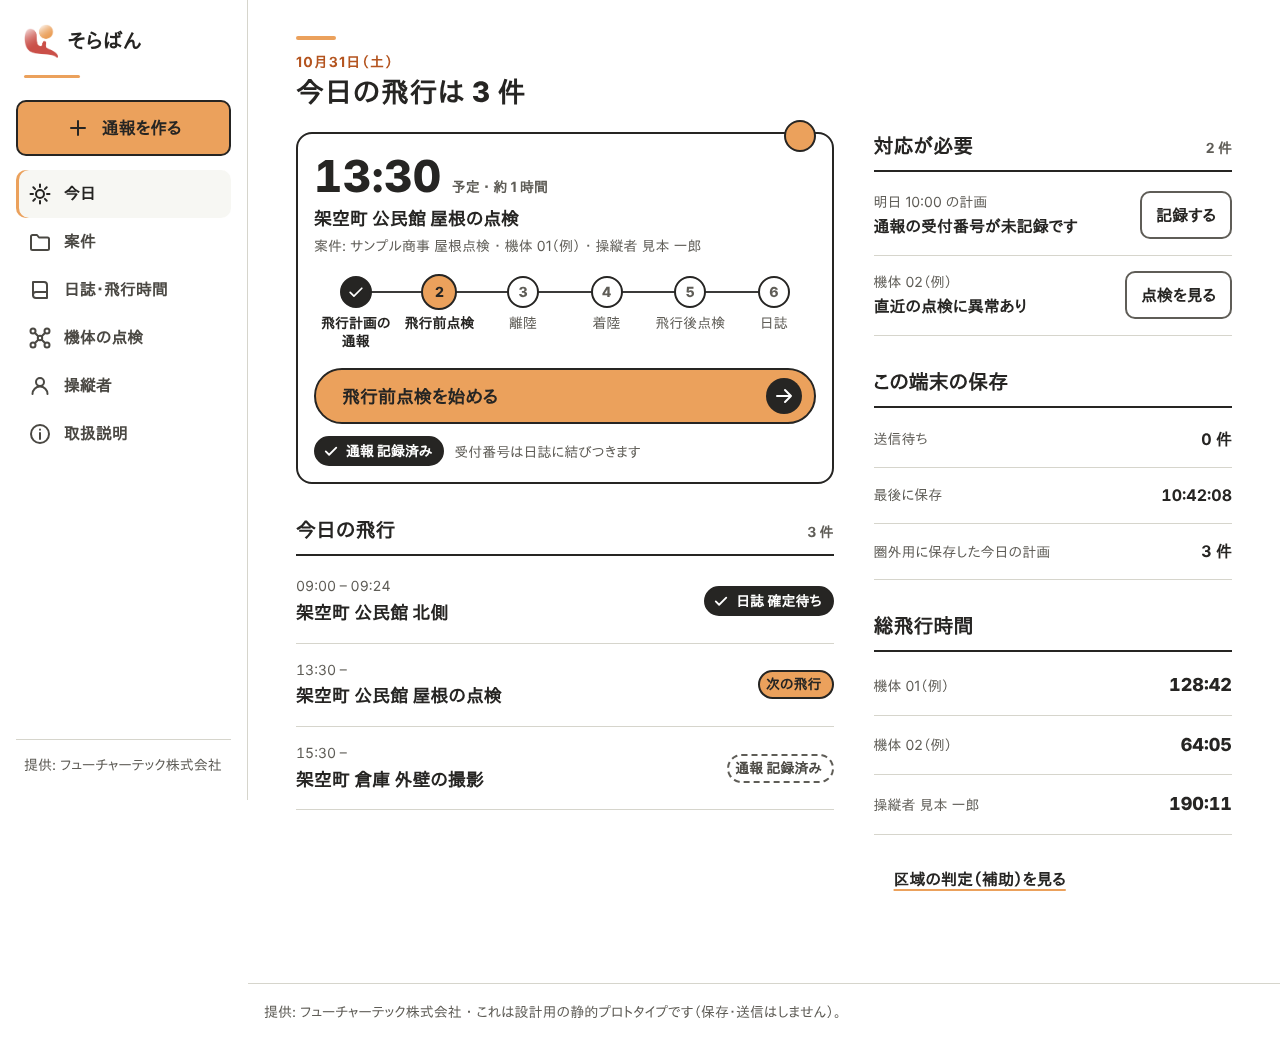 そらばん
通報を作る
今日
案件
日誌・飛行時間
機体の点検
操縦者
取扱説明
提供: フューチャーテック株式会社
10月31日（土）
今日の飛行は 3 件
13:30 予定・約1時間
架空町 公民館 屋根の点検
案件: サンプル商事 屋根点検・機体 01（例）・操縦者 見本 一郎
2 3 4 5 6
飛行計画の通報 飛行前点検 離陸 着陸 飛行後点検 日誌
飛行前点検を始める
通報 記録済み 受付番号は日誌に結びつきます
今日の飛行 3 件
09:00 – 09:24
架空町 公民館 北側
日誌 確定待ち
13:30 –
架空町 公民館 屋根の点検
次の飛行
15:30 –
架空町 倉庫 外壁の撮影
通報 記録済み
対応が必要 2 件
明日 10:00 の計画
通報の受付番号が未記録です
記録する
機体 02（例）
直近の点検に異常あり
点検を見る
この端末の保存
送信待ち 0 件
最後に保存 10:42:08
圏外用に保存した今日の計画 3 件
総飛行時間
機体 01（例） 128:42
機体 02（例） 64:05
操縦者 見本 一郎 190:11
区域の判定（補助）を見る
提供: フューチャーテック株式会社・これは設計用の静的プロトタイプです（保存・送信はしません）。